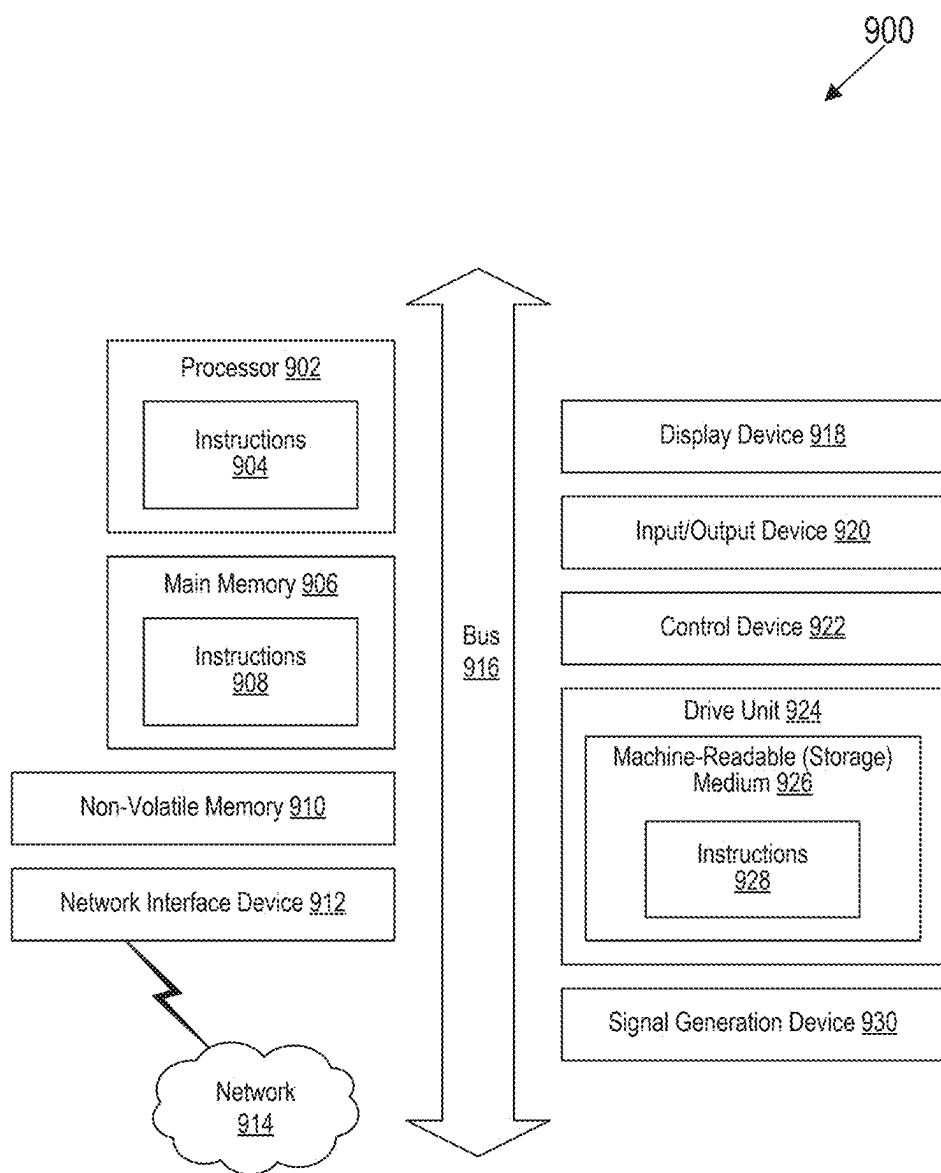 900
Processor 902
Instructions
904
Main Memory 906
Instructions
908
Non-Volatile Memory 910
Network Interface Device 912
Network
914
Bus
916
Display Device 918
Input/Output Device 920
Control Device 922
Drive Unit 924
Machine-Readable (Storage)
Medium 926
Instructions
928
Signal Generation Device 930